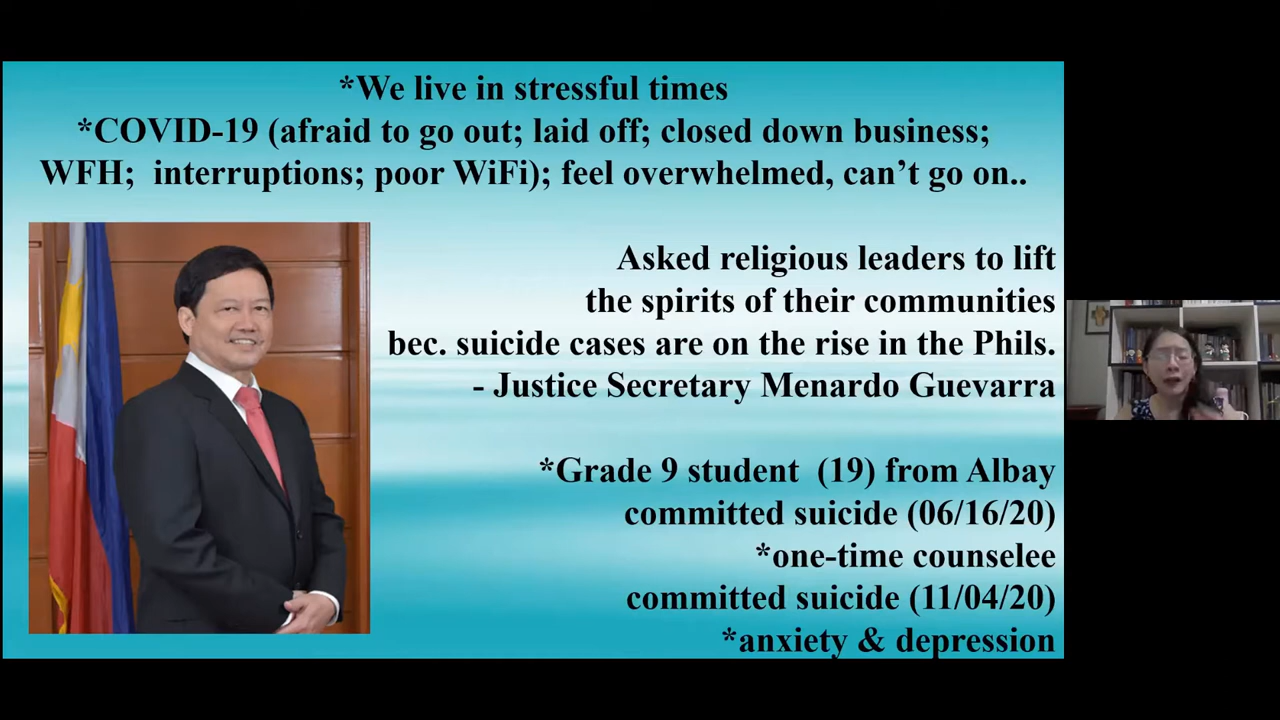 *We live in stressful times
*COVID-19 (afraid to go out; laid off; closed down business;
WFH;  interruptions; poor WiFi); feel overwhelmed, can’t go on..
Asked religious leaders to lift
the spirits of their communities
bec. suicide cases are on the rise in the Phils.
- Justice Secretary Menardo Guevarra
*Grade 9 student  (19) from Albay
committed suicide (06/16/20)
*one-time counselee
committed suicide (11/04/20)
*anxiety & depression